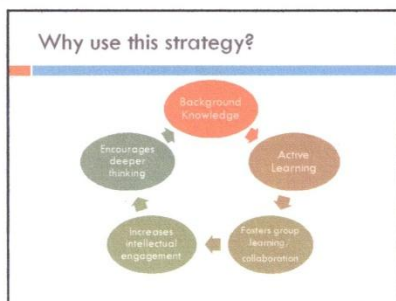 Why use this strategy?
Background
Knowledge
Active
Learning
Fosters group
learning/
collaboration
Increases
intellectual
engagement
Encourages
deeper
thinking